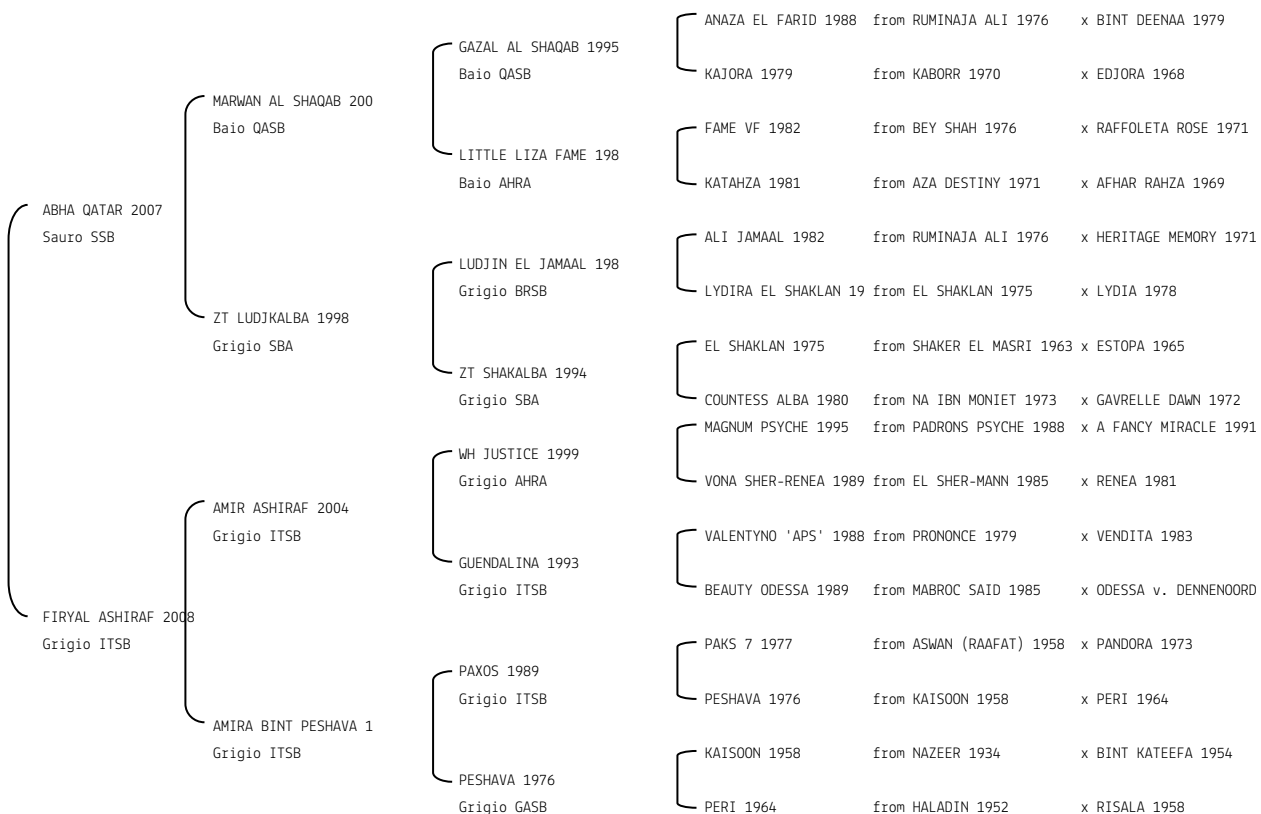 ANAZA EL FARID 1988 from RUMINAJA ALI 1976 x BINT DEENAA 1979
GAZAL AL SHAQAB 1995
Baio QASB
KAJORA 1979 from KABORR 1970 x EDJORA 1968
MARWAN AL SHAQAB 200
Baio QASB
FAME VF 1982 from BEY SHAH 1976 x RAFFOLETA ROSE 1971
LITTLE LIZA FAME 198
Baio AHRA
KATAHZA 1981 from AZA DESTINY 1971 x AFHAR RAHZA 1969
ABHA QATAR 2007
Sauro SSB
ALI JAMAAL 1982 from RUMINAJA ALI 1976 x HERITAGE MEMORY 1971
LUDJIN EL JAMAAL 198
Grigio BRSB
LYDIRA EL SHAKLAN 19 from EL SHAKLAN 1975 x LYDIA 1978
ZT LUDJKALBA 1998
Grigio SBA
EL SHAKLAN 1975 from SHAKER EL MASRI 1963 x ESTOPA 1965
ZT SHAKALBA 1994
Grigio SBA
COUNTESS ALBA 1980 from NA IBN MONIET 1973 x GAVRELLE DAWN 1972
MAGNUM PSYCHE 1995 from PADRONS PSYCHE 1988 x A FANCY MIRACLE 1991
WH JUSTICE 1999
Grigio AHRA
VONA SHER-RENEA 1989 from EL SHER-MANN 1985 x RENEA 1981
AMIR ASHIRAF 2004
Grigio ITSB
VALENTYNO 'APS' 1988 from PRONONCE 1979 x VENDITA 1983
GUENDALINA 1993
Grigio ITSB
BEAUTY ODESSA 1989 from MABROC SAID 1985 x ODESSA v. DENNENOORD
FIRYAL ASHIRAF 2008
Grigio ITSB
PAKS 7 1977 from ASWAN (RAAFAT) 1958 x PANDORA 1973
PAXOS 1989
Grigio ITSB
PESHAVA 1976 from KAISOON 1958 x PERI 1964
AMIRA BINT PESHAVA 1
Grigio ITSB
KAISOON 1958 from NAZEER 1934 x BINT KATEEFA 1954
PESHAVA 1976
Grigio GASB
PERI 1964 from HALADIN 1952 x RISALA 1958